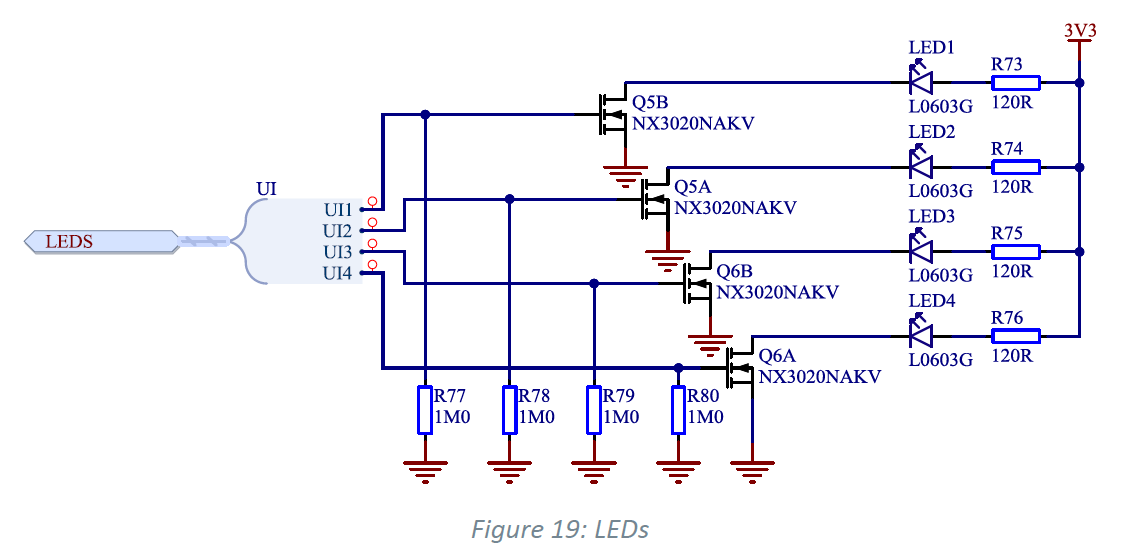 3V3
LED1
R73
L0603G
120R
Q5B
NX3020NAKV
LED2
R74
L0603G
120R
Q5A
NX3020NAKV
UI
UI1
UI2
UI3
UI4
LEDS
LED3
R75
L0603G
120R
Q6B
NX3020NAKV
LED4
R76
L0603G
120R
Q6A
NX3020NAKV
R77
1M0
R78
1M0
R79
1M0
R80
1M0
Figure 19: LEDs